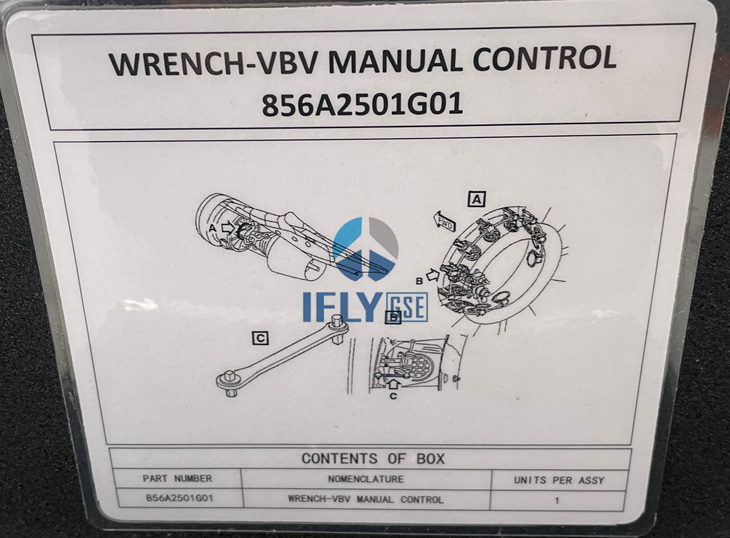 WRENCH-VBV MANUAL CONTROL
856A2501G01
A
A
FWD
B
IFLY GSE
B
C
C
CONTENTS OF BOX
PART NUMBER NOMENCLATURE UNITS PER ASSY
856A2501G01 WRENCH-VBV MANUAL CONTROL 1